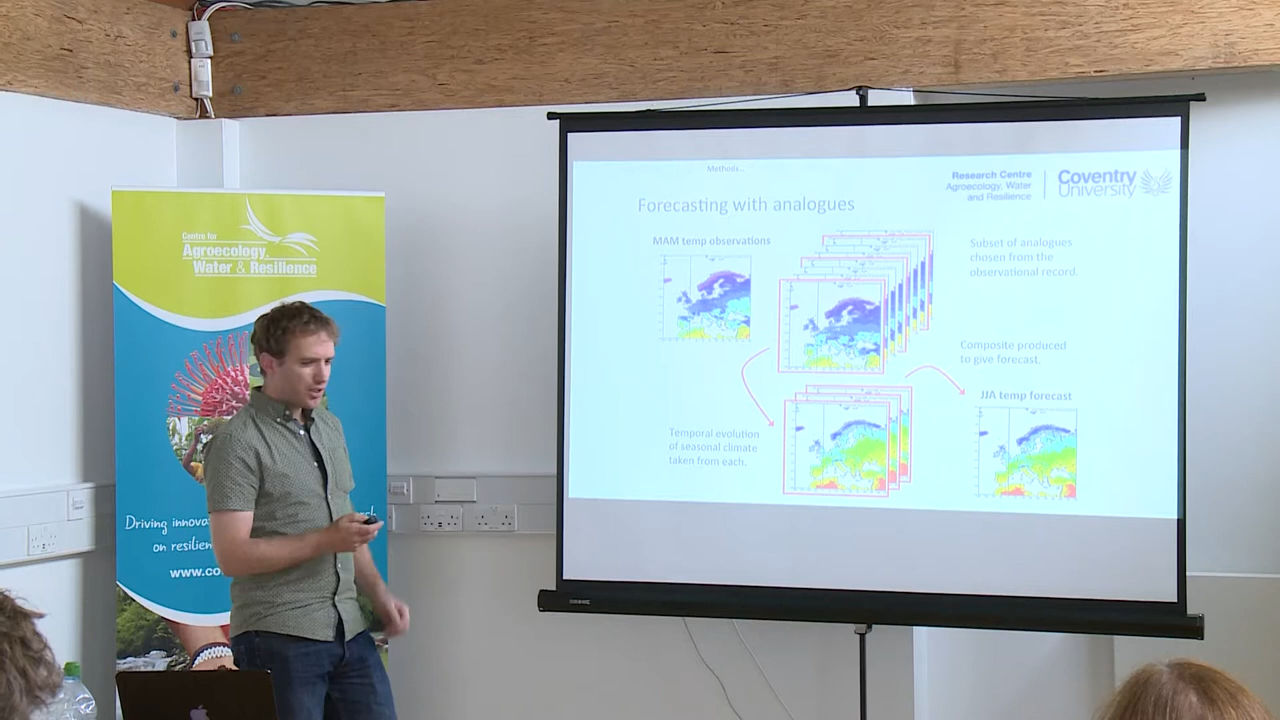 Centre for
Agroecology,
Water & Resilience
Driving innova
rch
on resilien
www.co
Methods...
Research Centre
Agroecology, Water
and Resilience
Coventry
University
Forecasting with analogues
MAM temp observations
Subset of analogues
chosen from the
observational record.
Composite produced
to give forecast.
JJA temp forecast
Temporal evolution
of seasonal climate
taken from each.